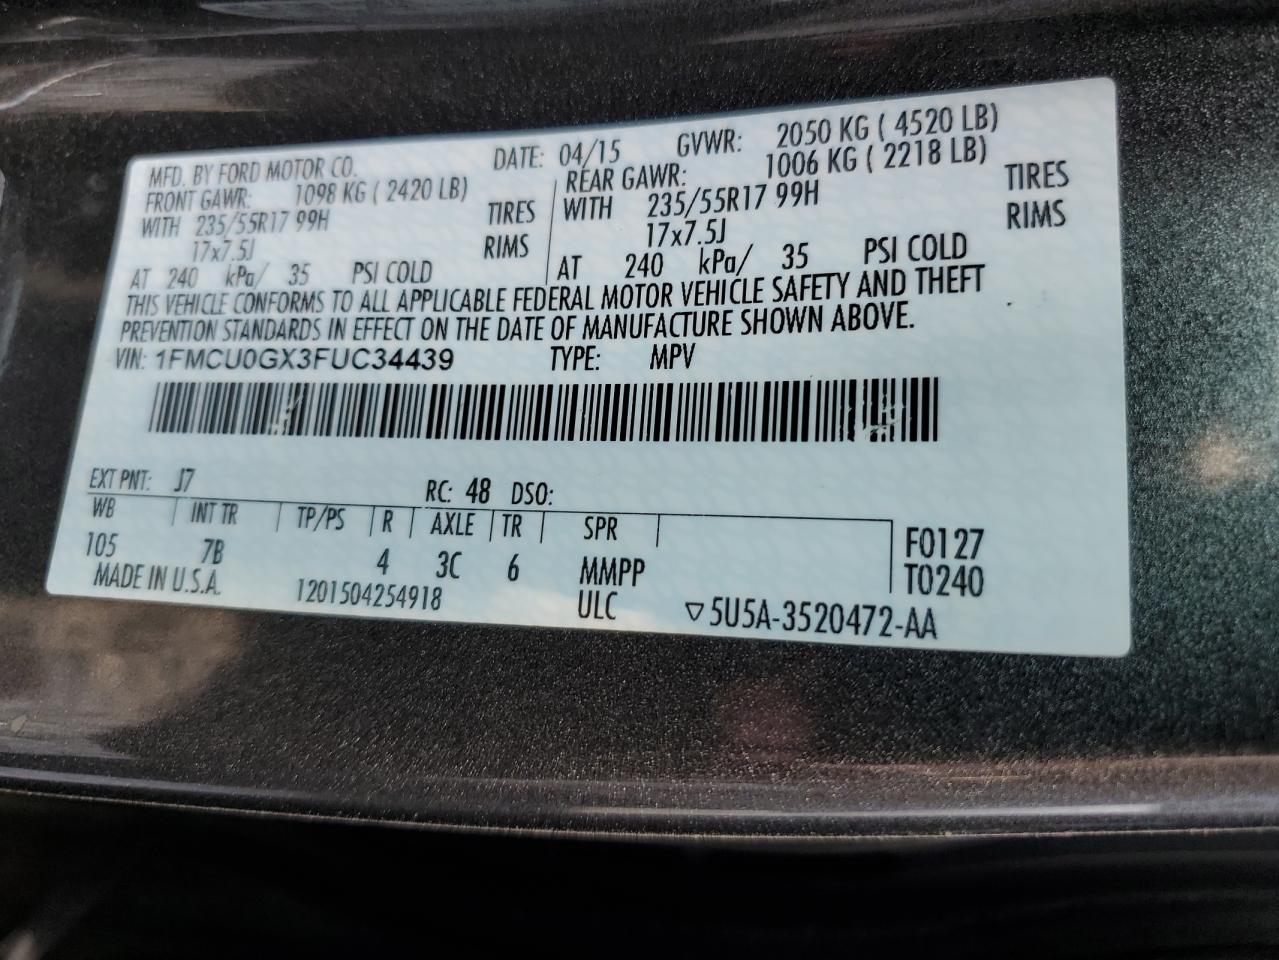 MFD. BY FORD MOTOR CO. DATE: 04/15 GVWR: 2050 KG ( 4520 LB)
FRONT GAWR: 1098 KG ( 2420 LB) REAR GAWR: 1006 KG ( 2218 LB)
WITH 235/55R17 99H TIRES WITH 235/55R17 99H TIRES
17x7.5J RIMS 17x7.5J RIMS
AT 240 kPa/ 35 PSI COLD AT 240 kPa/ 35 PSI COLD
THIS VEHICLE CONFORMS TO ALL APPLICABLE FEDERAL MOTOR VEHICLE SAFETY AND THEFT
PREVENTION STANDARDS IN EFFECT ON THE DATE OF MANUFACTURE SHOWN ABOVE.
VIN: 1FMCU0GX3FUC34439 TYPE: MPV
EXT PNT: J7 RC: 48 DSO:
WB INT TR TP/PS R AXLE TR SPR F0127
105 7B 4 3C 6 MMPP T0240
MADE IN U.S.A. 1201504254918 ULC ▽5U5A-3520472-AA